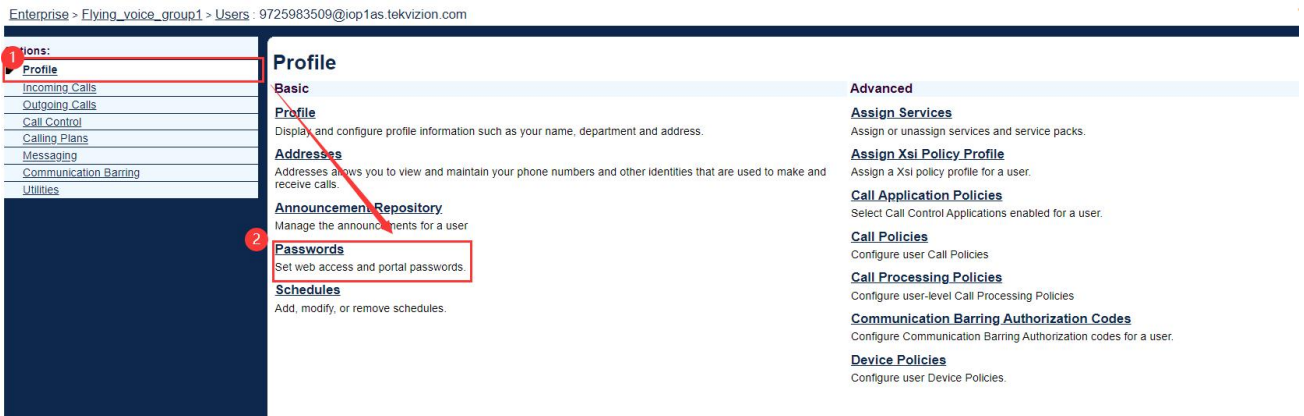 Enterprise > Flying_voice_group1 > Users : 9725983509@iop1as.tekvizion.com
tions:
1
Profile
Incoming Calls
Outgoing Calls
Call Control
Calling Plans
Messaging
Communication Barring
Utilities
Profile
Basic
Profile
Display and configure profile information such as your name, department and address.
Addresses
Addresses allows you to view and maintain your phone numbers and other identities that are used to make and
receive calls.
Announcement Repository
Manage the announcements for a user
2
Passwords
Set web access and portal passwords.
Schedules
Add, modify, or remove schedules.
Advanced
Assign Services
Assign or unassign services and service packs.
Assign Xsi Policy Profile
Assign a Xsi policy profile for a user.
Call Application Policies
Select Call Control Applications enabled for a user.
Call Policies
Configure user Call Policies
Call Processing Policies
Configure user-level Call Processing Policies
Communication Barring Authorization Codes
Configure Communication Barring Authorization codes for a user.
Device Policies
Configure user Device Policies.